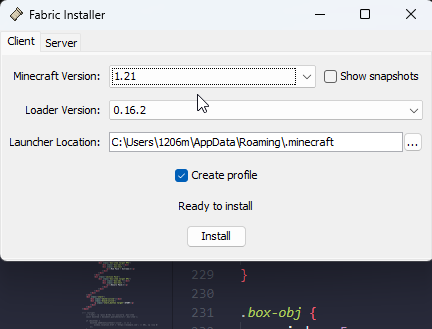 Fabric Installer
Client Server
Minecraft Version: 1.21 Show snapshots
Loader Version: 0.16.2
Launcher Location: C:\Users\1206m\AppData\Roaming\.minecraft ...
Create profile
Ready to install
Install
229 }
230
231 .box-obj {